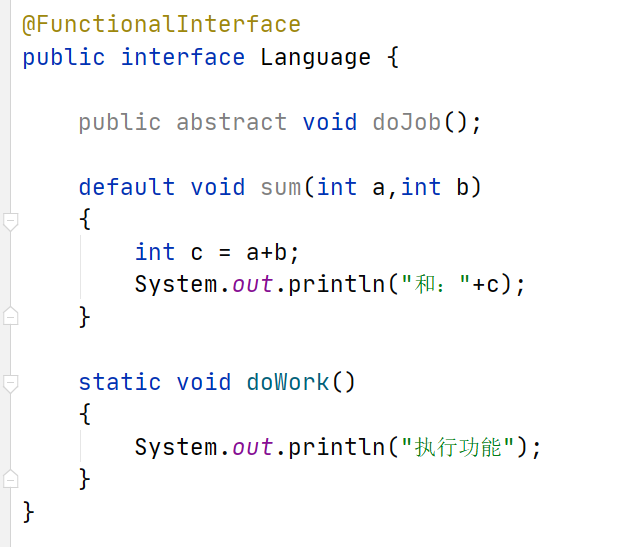 @FunctionalInterface
public interface Language {
public abstract void doJob();
default void sum(int a,int b)
{
int c = a+b;
System.out.println("和："+c);
}
static void doWork()
{
System.out.println("执行功能");
}
}